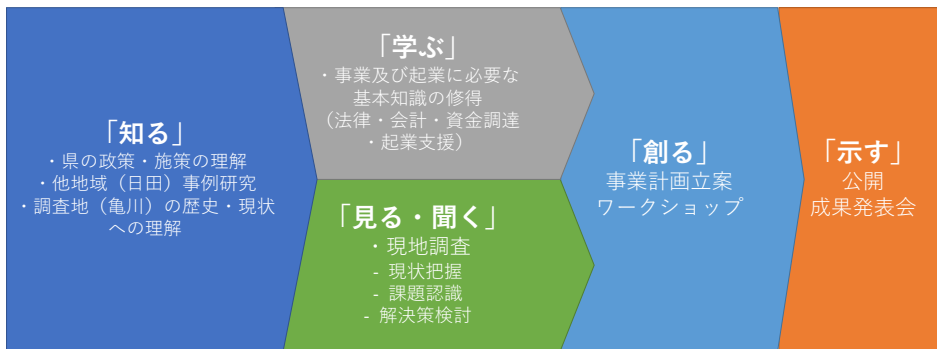 「知る」
・県の政策・施策の理解
・他地域（日田）事例研究
・調査地（亀川）の歴史・現状
への理解
「学ぶ」
・事業及び起業に必要な
基本知識の修得
（法律・会計・資金調達
・起業支援）
「見る・聞く」
・現地調査
- 現状把握
- 課題認識
- 解決策検討
「創る」
事業計画立案
ワークショップ
「示す」
公開
成果発表会